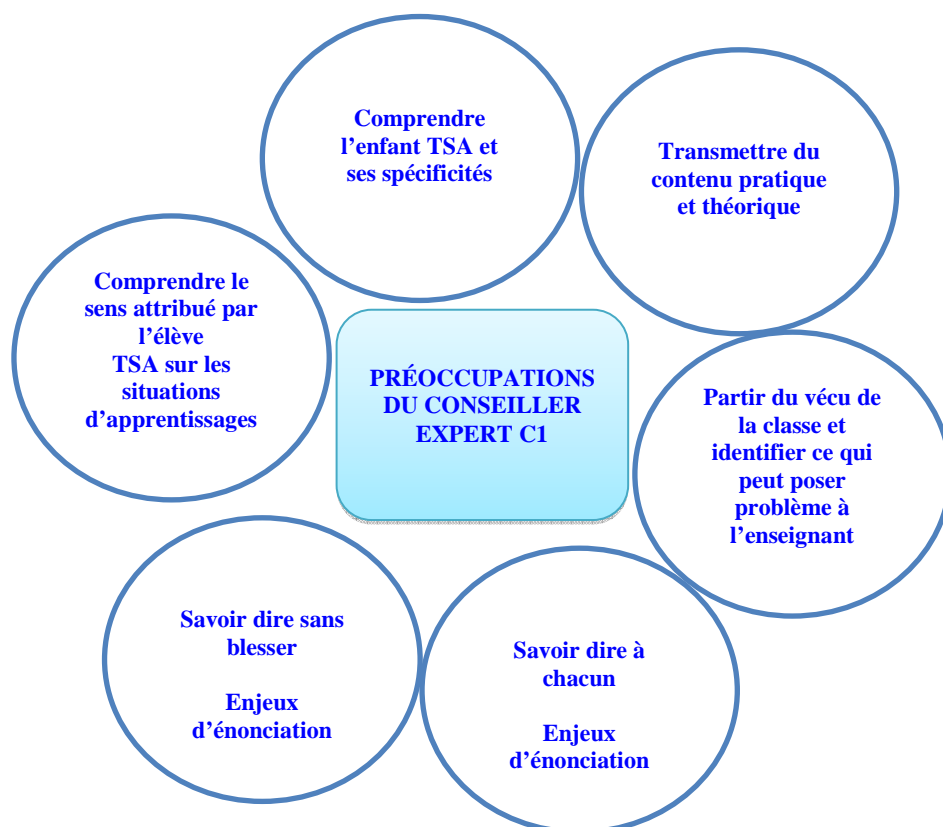 Comprendre
l’enfant TSA et
ses spécificités
Transmettre du
contenu pratique
et théorique
Comprendre le
sens attribué par
l’élève
TSA sur les
situations
d’apprentissages
PRÉOCCUPATIONS
DU CONSEILLER
EXPERT C1
Partir du vécu de
la classe et
identifier ce qui
peut poser
problème à
l’enseignant
Savoir dire sans
blesser
Enjeux
d’énonciation
Savoir dire à
chacun
Enjeux
d’énonciation